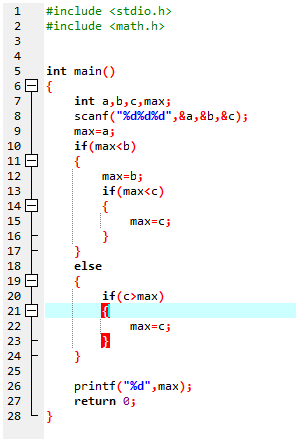 1 #include <stdio.h>
2 #include <math.h>
3
4
5 int main()
6 {
7 int a,b,c,max;
8 scanf("%d%d%d",&a,&b,&c);
9 max=a;
10 if(max<b)
11 {
12 max=b;
13 if(max<c)
14 {
15 max=c;
16 }
17 }
18 else
19 {
20 if(c>max)
21 {
22 max=c;
23 }
24 }
25
26 printf("%d",max);
27 return 0;
28 }